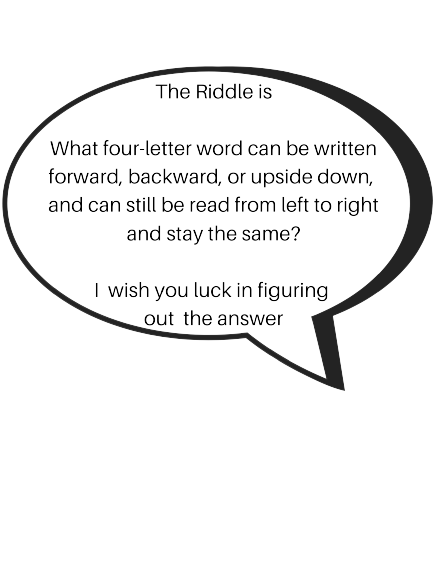 The Riddle is
What four-letter word can be written
forward, backward, or upside down,
and can still be read from left to right
and stay the same?
I wish you luck in figuring
out the answer